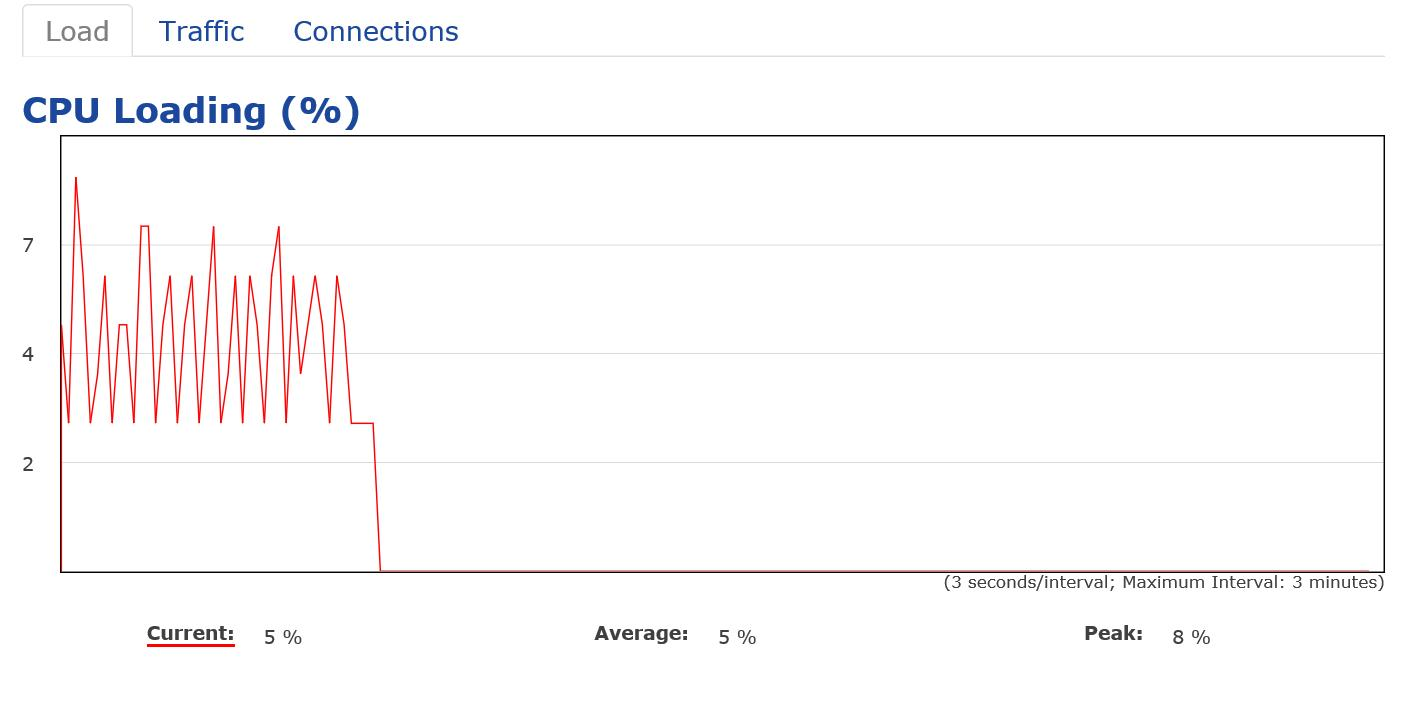 Load Traffic Connections
CPU Loading (%)
7
4
2
(3 seconds/interval; Maximum Interval: 3 minutes)
Current: 5 % Average: 5 % Peak: 8 %